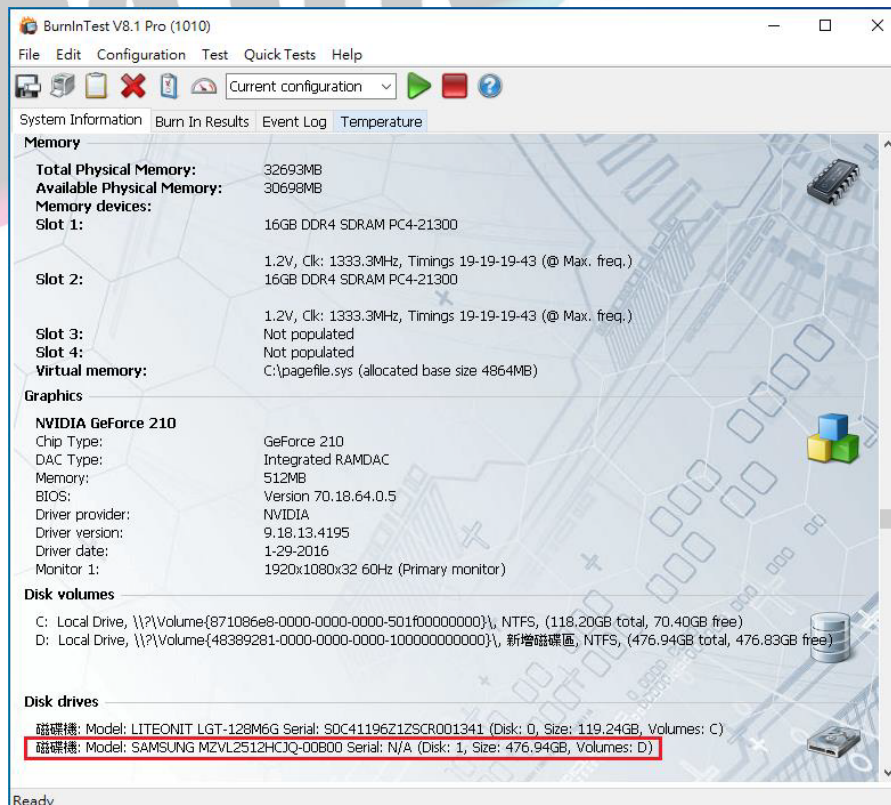 BurnInTest V8.1 Pro (1010)
File Edit Configuration Test Quick Tests Help
Current configuration
System Information Burn In Results Event Log Temperature
Memory
Total Physical Memory: 32693MB
Available Physical Memory: 30698MB
Memory devices:
Slot 1: 16GB DDR4 SDRAM PC4-21300
1.2V, Clk: 1333.3MHz, Timings 19-19-19-43 (@ Max. freq.)
Slot 2: 16GB DDR4 SDRAM PC4-21300
1.2V, Clk: 1333.3MHz, Timings 19-19-19-43 (@ Max. freq.)
Slot 3: Not populated
Slot 4: Not populated
Virtual memory: C:\pagefile.sys (allocated base size 4864MB)
Graphics
NVIDIA GeForce 210
Chip Type: GeForce 210
DAC Type: Integrated RAMDAC
Memory: 512MB
BIOS: Version 70.18.64.0.5
Driver provider: NVIDIA
Driver version: 9.18.13.4195
Driver date: 1-29-2016
Monitor 1: 1920x1080x32 60Hz (Primary monitor)
Disk volumes
C: Local Drive, \\?\Volume{871086e8-0000-0000-0000-501f00000000}\, NTFS, (118.20GB total, 70.40GB free)
D: Local Drive, \\?\Volume{48389281-0000-0000-0000-100000000000}\, 新增磁碟區, NTFS, (476.94GB total, 476.83GB free)
Disk drives
磁碟機: Model: LITEONIT LGT-128M6G Serial: S0C41196Z1ZSCR001341 (Disk: 0, Size: 119.24GB, Volumes: C)
磁碟機: Model: SAMSUNG MZVL2512HCJQ-00B00 Serial: N/A (Disk: 1, Size: 476.94GB, Volumes: D)
Ready